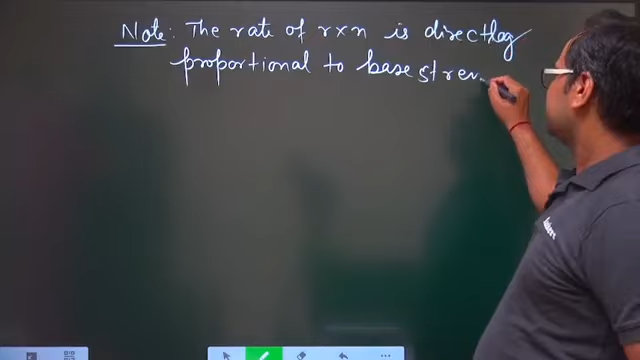 Note: The rate of rxn is directly
proportional to base stren